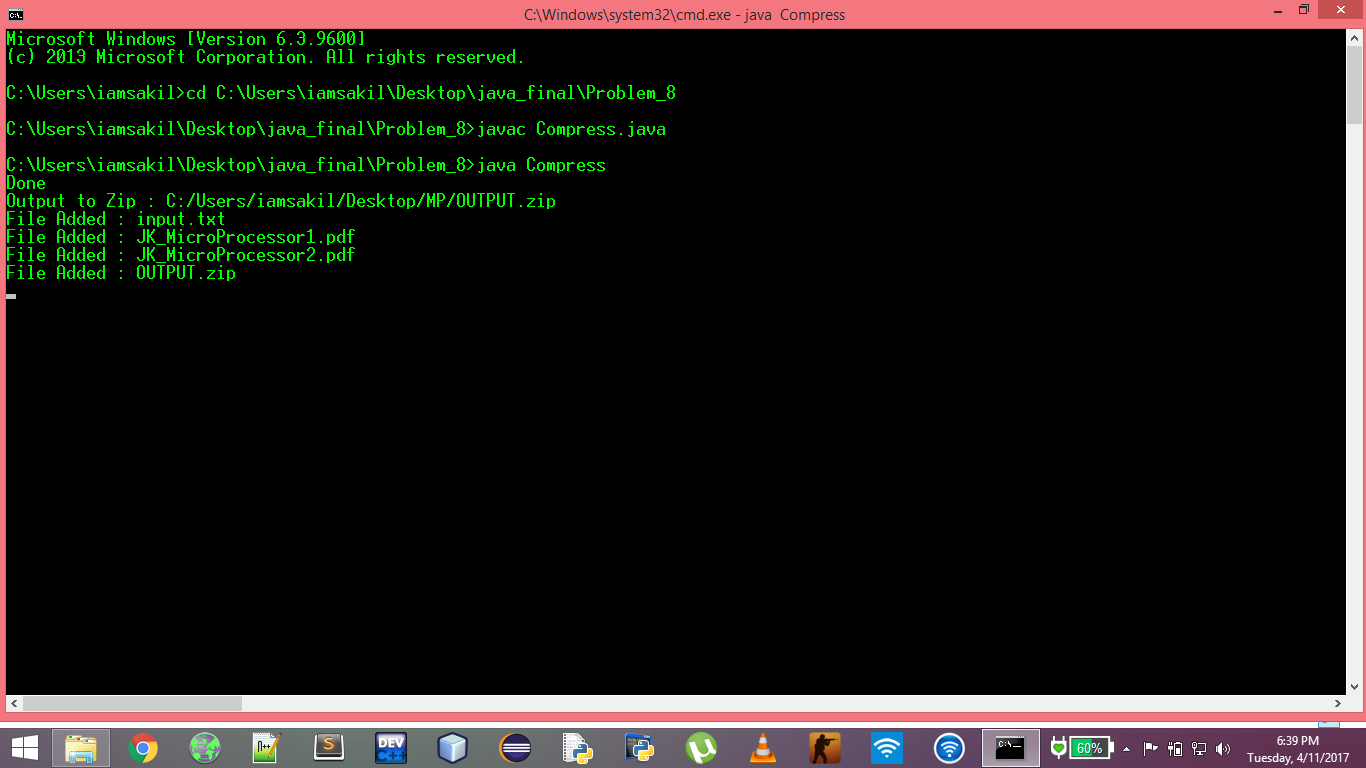 C:\Windows\system32\cmd.exe - java  Compress
Microsoft Windows [Version 6.3.9600]
(c) 2013 Microsoft Corporation. All rights reserved.
C:\Users\iamsakil>cd C:\Users\iamsakil\Desktop\java_final\Problem_8
C:\Users\iamsakil\Desktop\java_final\Problem_8>javac Compress.java
C:\Users\iamsakil\Desktop\java_final\Problem_8>java Compress
Done
Output to Zip : C:/Users/iamsakil/Desktop/MP/OUTPUT.zip
File Added : input.txt
File Added : JK_MicroProcessor1.pdf
File Added : JK_MicroProcessor2.pdf
File Added : OUTPUT.zip
DEV
C++
60%
6:39 PM
Tuesday, 4/11/2017